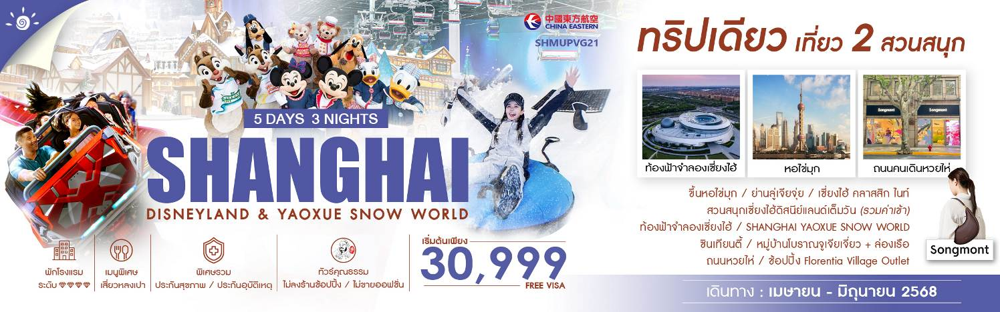 中國東方航空
CHINA EASTERN
SHMUPVG21
5 DAYS 3 NIGHTS
SHANGHAI
DISNEYLAND & YAOXUE SNOW WORLD
พักโรงแรม
ระดับ
เมนูพิเศษ
เสี่ยวหลงเปา
พิเศษรวม
ประกันสุขภาพ / ประกันอุบัติเหตุ
ทัวร์คุณธรรม
ไม่ลงร้านช้อปปิ้ง / ไม่ขายออฟชั่น
เริ่มต้นเพียง
30,999
FREE VISA
ทริปเดียว เที่ยว 2 สวนสนุก
ท้องฟ้าจำลองเซี่ยงไฮ้
หอไข่มุก
Songmont
Songmont
ถนนคนเดินหวยไห่
ขึ้นหอไข่มุก / ย่านลู่เจียจุ่ย / เซี่ยงไฮ้ คลาสสิก ไนท์
สวนสนุกเซี่ยงไฮ้ดิสนีย์แลนด์เต็มวัน (รวมค่าเข้า)
ท้องฟ้าจำลองเซี่ยงไฮ้ / SHANGHAI YAOXUE SNOW WORLD
ซินเทียนตี้ / หมู่บ้านโบราณจูเจียเจี่ยว + ล่องเรือ
ถนนหวยไห่ / ช้อปปิ้ง Florentia Village Outlet
Songmont
เดินทาง : เมษายน - มิถุนายน 2568